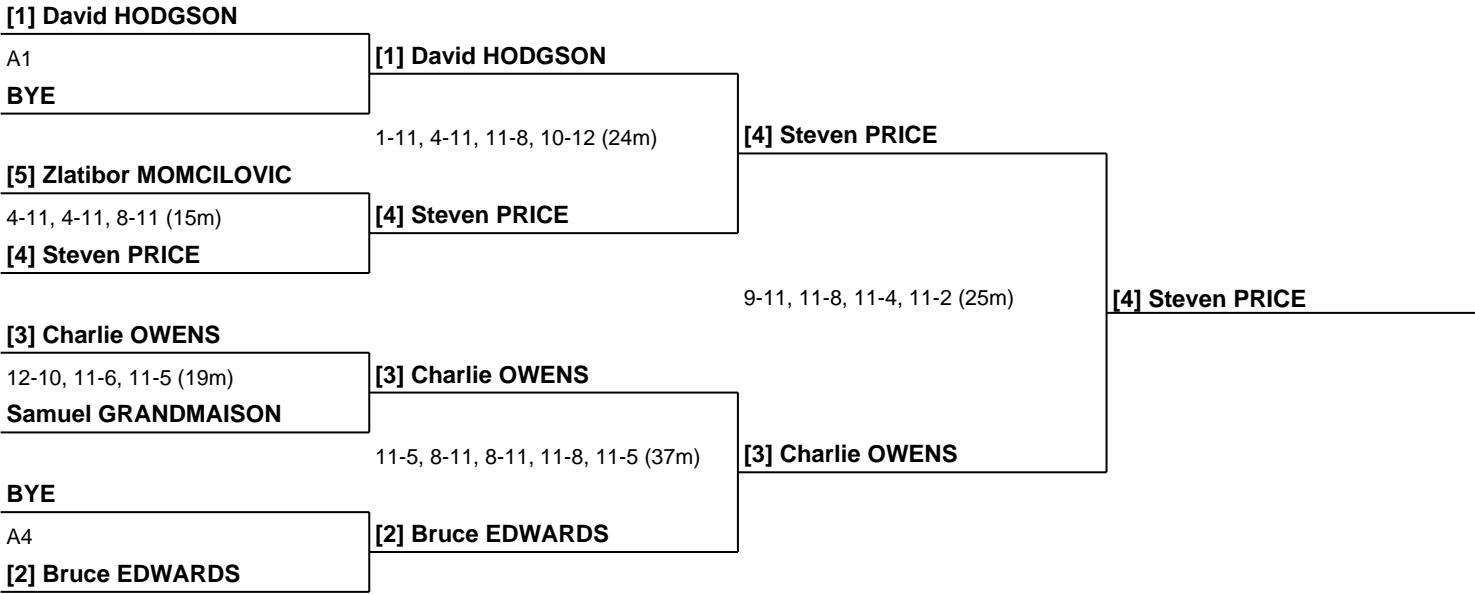 [1] David HODGSON
A1
[1] David HODGSON
BYE
1-11, 4-11, 11-8, 10-12 (24m)
[4] Steven PRICE
[5] Zlatibor MOMCILOVIC
4-11, 4-11, 8-11 (15m)
[4] Steven PRICE
[4] Steven PRICE
9-11, 11-8, 11-4, 11-2 (25m)
[4] Steven PRICE
[3] Charlie OWENS
12-10, 11-6, 11-5 (19m)
[3] Charlie OWENS
Samuel GRANDMAISON
11-5, 8-11, 8-11, 11-8, 11-5 (37m)
[3] Charlie OWENS
BYE
A4
[2] Bruce EDWARDS
[2] Bruce EDWARDS